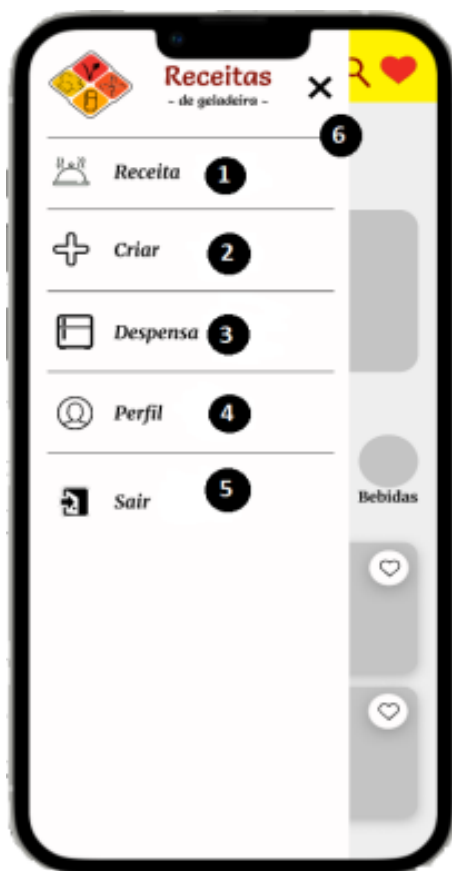 Receitas
- de geladeira -
6
Receita 1
Criar 2
Despensa 3
Perfil 4
Sair 5
Bebidas